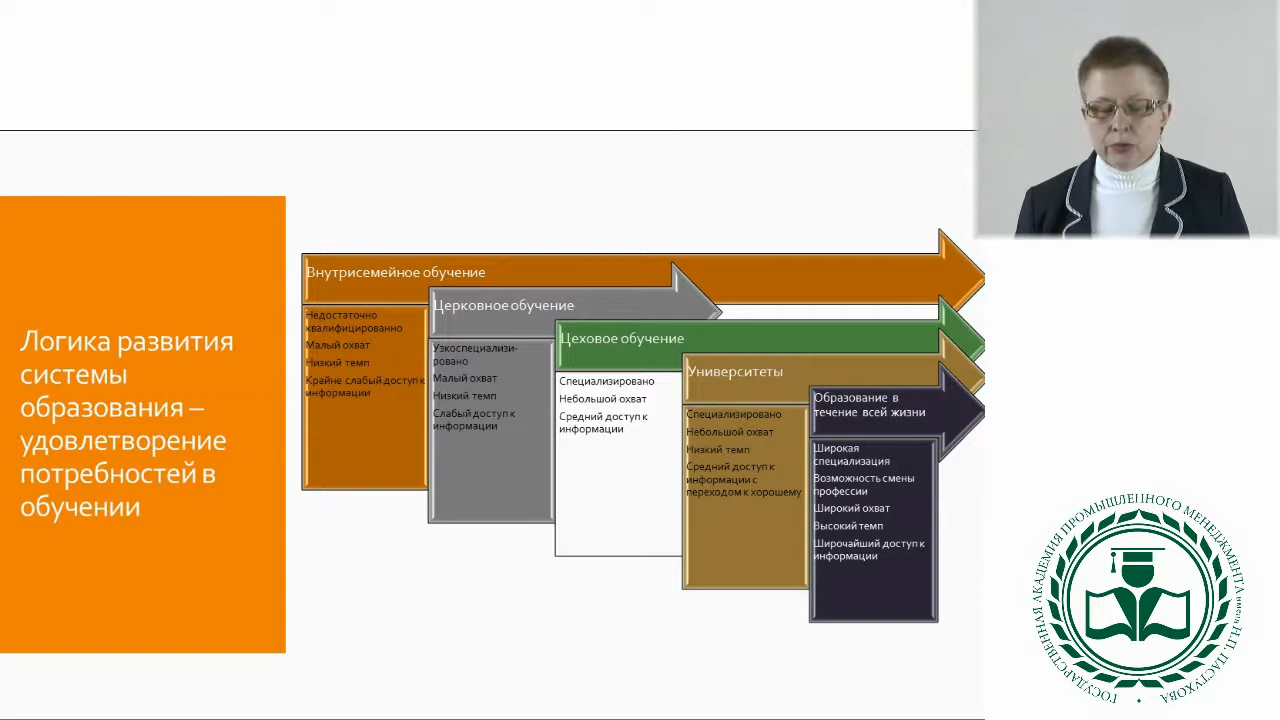 Логика развития
системы
образования –
удовлетворение
потребностей в
обучении
Внутрисемейное обучение
Недостаточно
квалифицированно
Малый охват
Низкий темп
Крайне слабый доступ к
информации
Церковное обучение
Узкоспециализи-
ровано
Малый охват
Низкий темп
Слабый доступ к
информации
Цеховое обучение
Специализировано
Небольшой охват
Средний доступ к
информации
Университеты
Специализировано
Небольшой охват
Низкий темп
Средний доступ к
информации с
переходом к хорошему
Образование в
течение всей жизни
Широкая
специализация
Возможность смены
профессии
Широкий охват
Высокий темп
Широчайший доступ к
информации
ГОСУДАРСТВЕННАЯ АКАДЕМИЯ ПРОМЫШЛЕННОГО МЕНЕДЖМЕНТА имени Н.П. ПАСТУХОВА